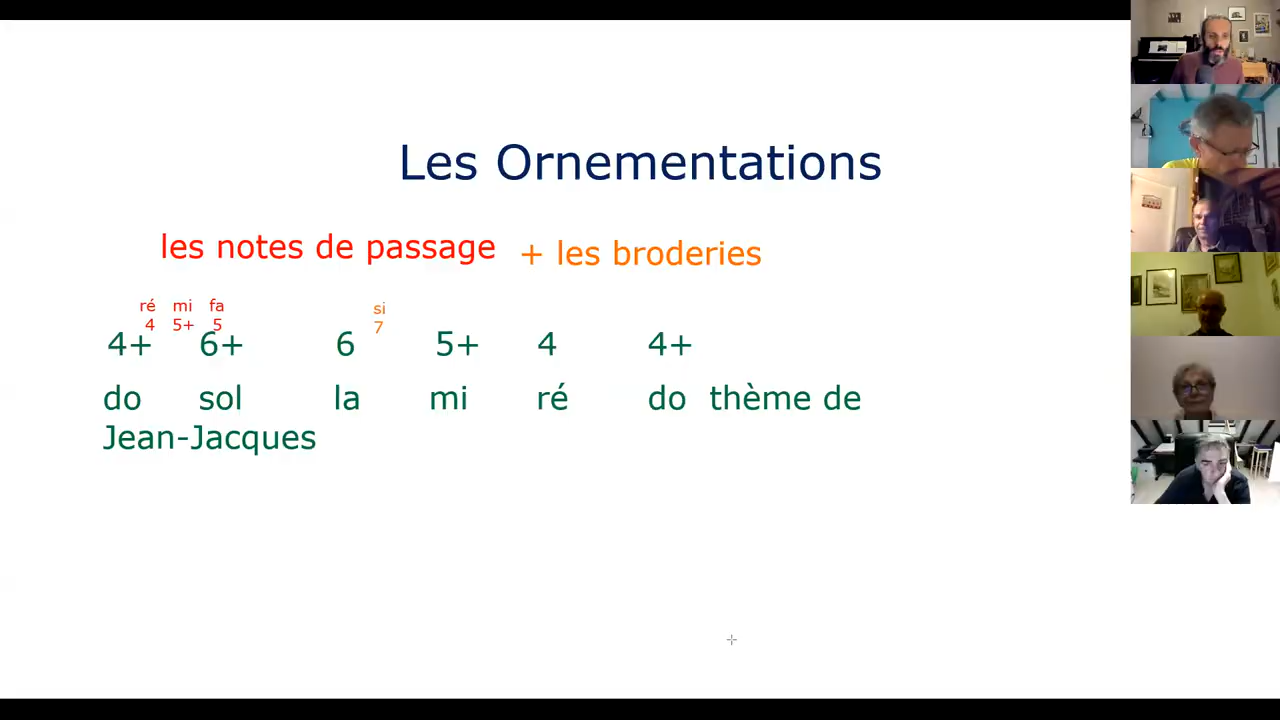 Les Ornementations
les notes de passage + les broderies
ré mi fa si
4 5+ 5 7
4+ 6+ 6 5+ 4 4+
do sol la mi ré do thème de
Jean-Jacques